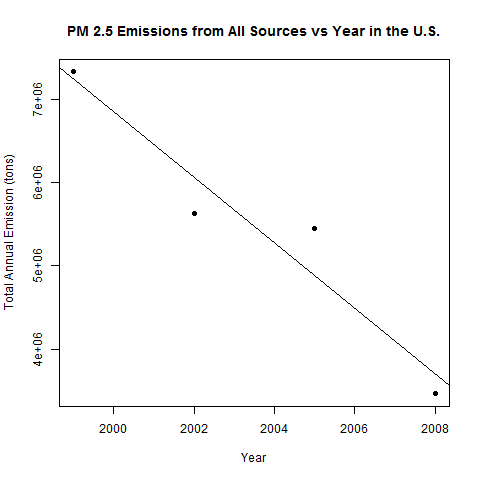 PM 2.5 Emissions from All Sources vs Year in the U.S.
Total Annual Emission (tons)
7e+06
6e+06
5e+06
4e+06
2000 2002 2004 2006 2008
Year